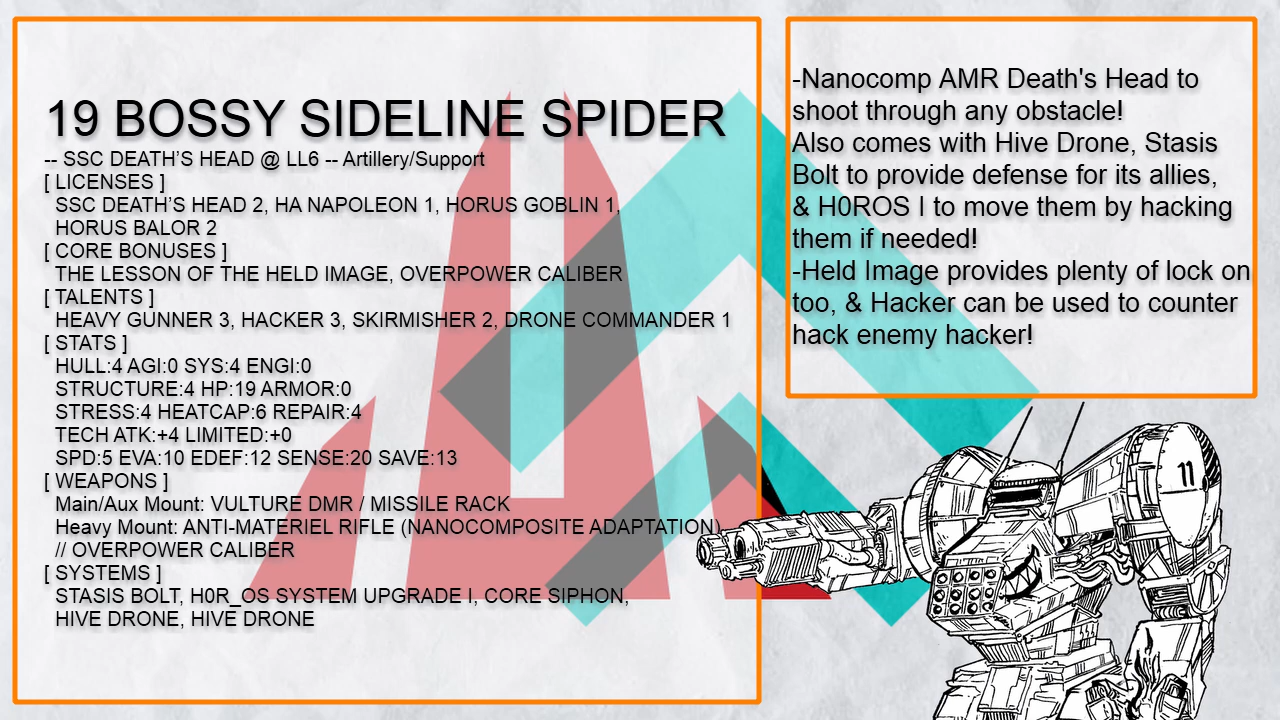 19 BOSSY SIDELINE SPIDER
-- SSC DEATH’S HEAD @ LL6 -- Artillery/Support
[ LICENSES ]
SSC DEATH’S HEAD 2, HA NAPOLEON 1, HORUS GOBLIN 1,
HORUS BALOR 2
[ CORE BONUSES ]
THE LESSON OF THE HELD IMAGE, OVERPOWER CALIBER
[ TALENTS ]
HEAVY GUNNER 3, HACKER 3, SKIRMISHER 2, DRONE COMMANDER 1
[ STATS ]
HULL:4 AGI:0 SYS:4 ENGI:0
STRUCTURE:4 HP:19 ARMOR:0
STRESS:4 HEATCAP:6 REPAIR:4
TECH ATK:+4 LIMITED:+0
SPD:5 EVA:10 EDEF:12 SENSE:20 SAVE:13
[ WEAPONS ]
Main/Aux Mount: VULTURE DMR / MISSILE RACK
Heavy Mount: ANTI-MATERIEL RIFLE (NANOCOMPOSITE ADAPTATION)
// OVERPOWER CALIBER
[ SYSTEMS ]
STASIS BOLT, H0R_OS SYSTEM UPGRADE I, CORE SIPHON,
HIVE DRONE, HIVE DRONE
-Nanocomp AMR Death's Head to
shoot through any obstacle!
Also comes with Hive Drone, Stasis
Bolt to provide defense for its allies,
& H0ROS I to move them by hacking
them if needed!
-Held Image provides plenty of lock on
too, & Hacker can be used to counter
hack enemy hacker!
11